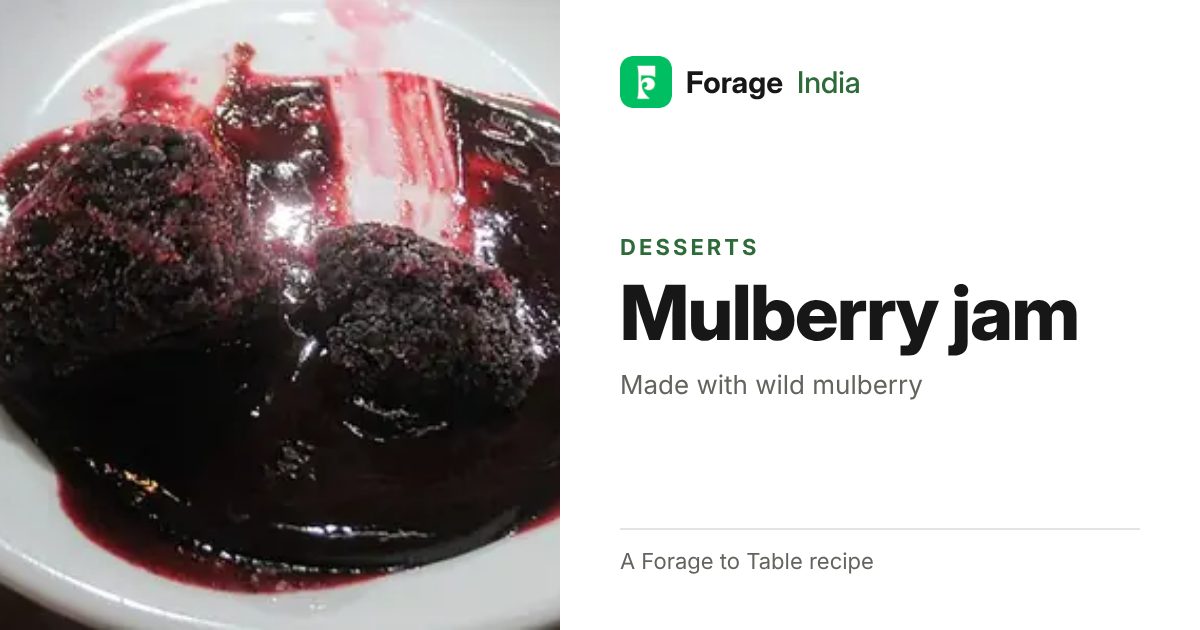 Forage India
DESSERTS
Mulberry jam
Made with wild mulberry
A Forage to Table recipe